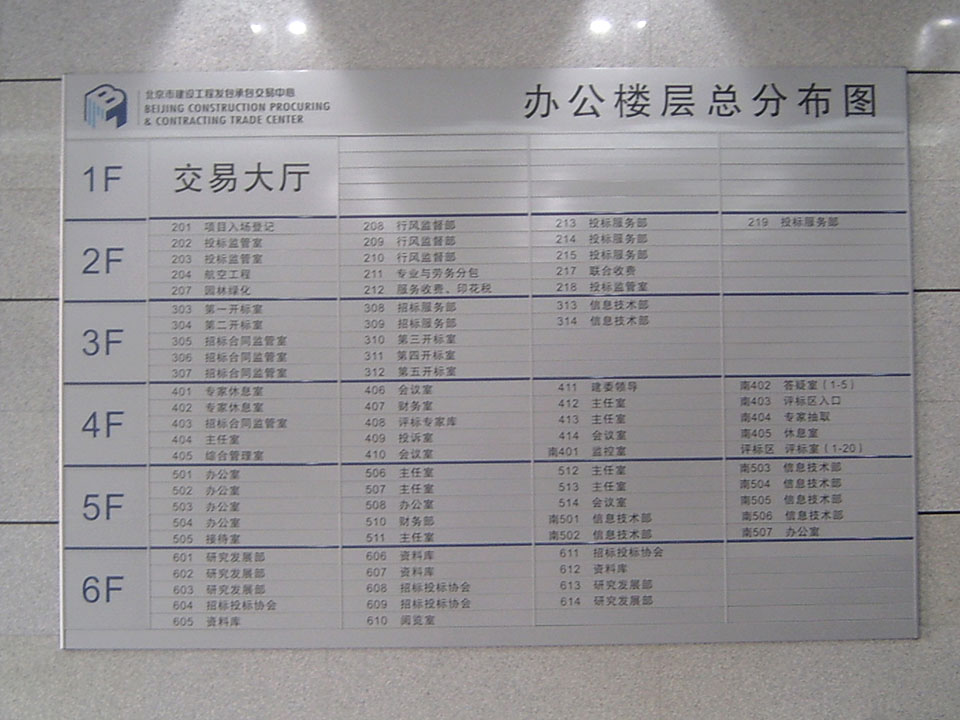 北京市建设工程发包承包交易中心
BEIJING CONSTRUCTION PROCURING
& CONTRACTING TRADE CENTER
办公楼层总分布图
1F
交易大厅
2F
201 项目入场登记
202 投标监管室
203 投标监管室
204 航空工程
207 园林绿化
208 行风监督部
209 行风监督部
210 行风监督部
211 专业与劳务分包
212 服务收费、印花税
213 投标服务部
214 投标服务部
215 投标服务部
217 联合收费
218 投标监管室
219 投标服务部
3F
303 第一开标室
304 第二开标室
305 招标合同监管室
306 招标合同监管室
307 招标合同监管室
308 招标服务部
309 招标服务部
310 第三开标室
311 第四开标室
312 第五开标室
313 信息技术部
314 信息技术部
4F
401 专家休息室
402 专家休息室
403 招标合同监管室
404 主任室
405 综合管理室
406 会议室
407 财务室
408 评标专家库
409 投诉室
410 会议室
411 建委领导
412 主任室
413 主任室
414 会议室
南401 监控室
南402 答疑室(1-5)
南403 评标区入口
南404 专家抽取
南405 休息室
评标区 评标室(1-20)
5F
501 办公室
502 办公室
503 办公室
504 办公室
505 接待室
506 主任室
507 主任室
508 办公室
510 财务部
511 主任室
512 主任室
513 主任室
514 会议室
南501 信息技术部
南502 信息技术部
南503 信息技术部
南504 信息技术部
南505 信息技术部
南506 信息技术部
南507 办公室
6F
601 研究发展部
602 研究发展部
603 研究发展部
604 招标投标协会
605 资料库
606 资料库
607 资料库
608 招标投标协会
609 招标投标协会
610 阅览室
611 招标投标协会
612 资料库
613 研究发展部
614 研究发展部